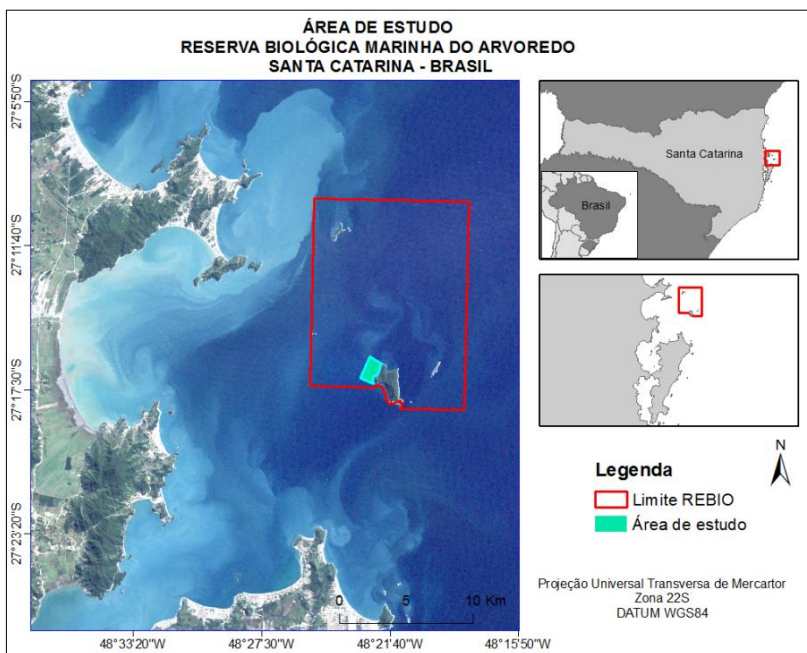 ÁREA DE ESTUDO
RESERVA BIOLÓGICA MARINHA DO ARVOREDO
SANTA CATARINA - BRASIL
27°5'50"S
27°11'40"S
27°17'30"S
27°23'20"S
0 5 10 Km
48°33'20"W 48°27'30"W 48°21'40"W 48°15'50"W
Santa Catarina
Brasil
N
Legenda
Limite REBIO
Área de estudo
Projeção Universal Transversa de Mercartor
Zona 22S
DATUM WGS84